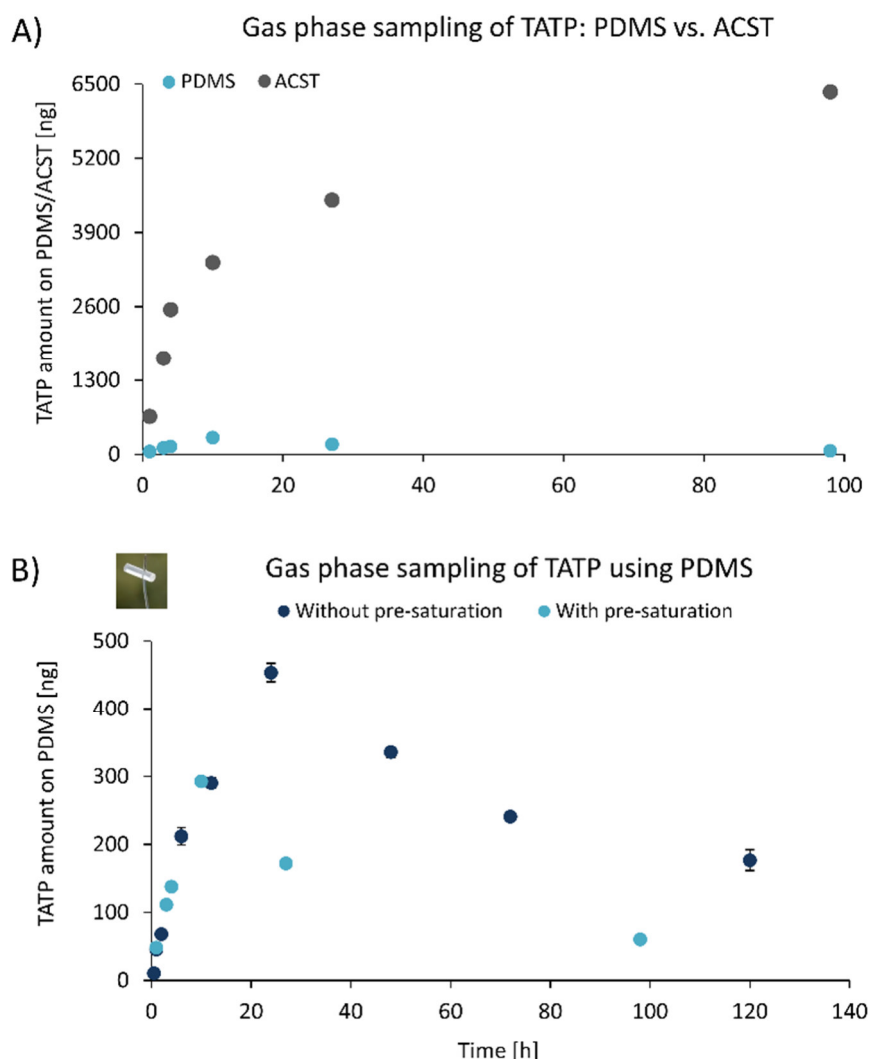 A)
Gas phase sampling of TATP: PDMS vs. ACST
PDMS
ACST
TATP amount on PDMS/ACST [ng]
6500
5200
3900
2600
1300
0
0
20
40
60
80
100
B)
Gas phase sampling of TATP using PDMS
Without pre-saturation
With pre-saturation
TATP amount on PDMS [ng]
500
400
300
200
100
0
0
20
40
60
80
100
120
140
Time [h]